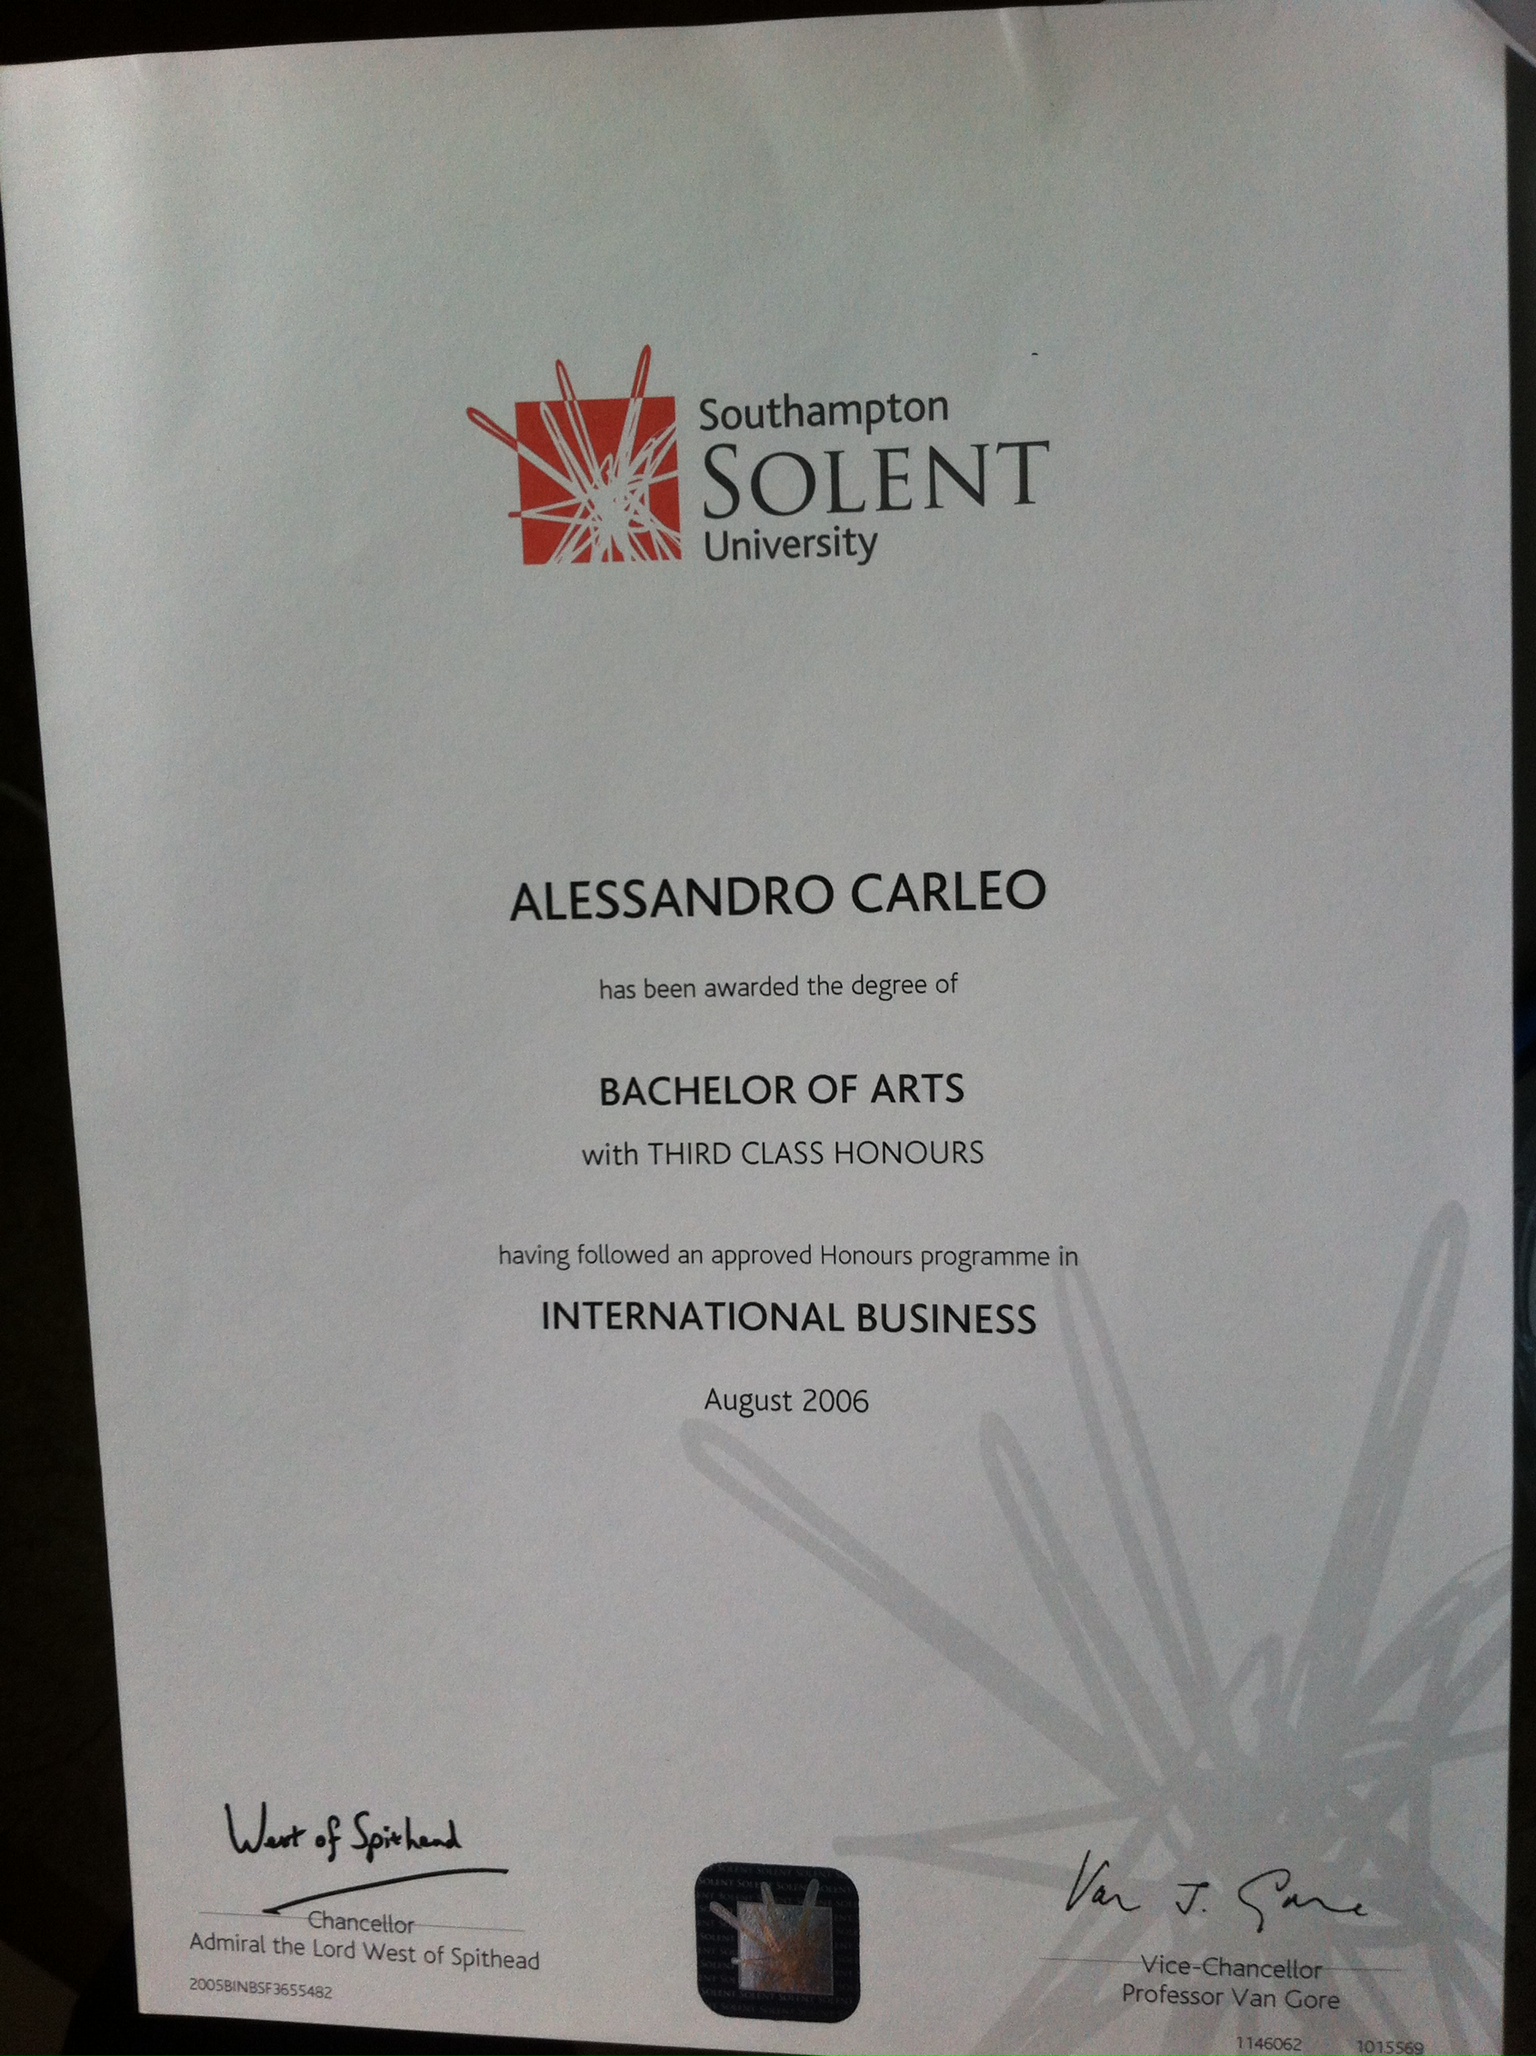 Southampton
SOLENT
University
ALESSANDRO CARLEO
has been awarded the degree of
BACHELOR OF ARTS
with THIRD CLASS HONOURS
having followed an approved Honours programme in
INTERNATIONAL BUSINESS
August 2006
West of Spithead
Chancellor
Admiral the Lord West of Spithead
2005BINBSF3655482
Van J. Gore
Vice-Chancellor
Professor Van Gore
1146062 1015569